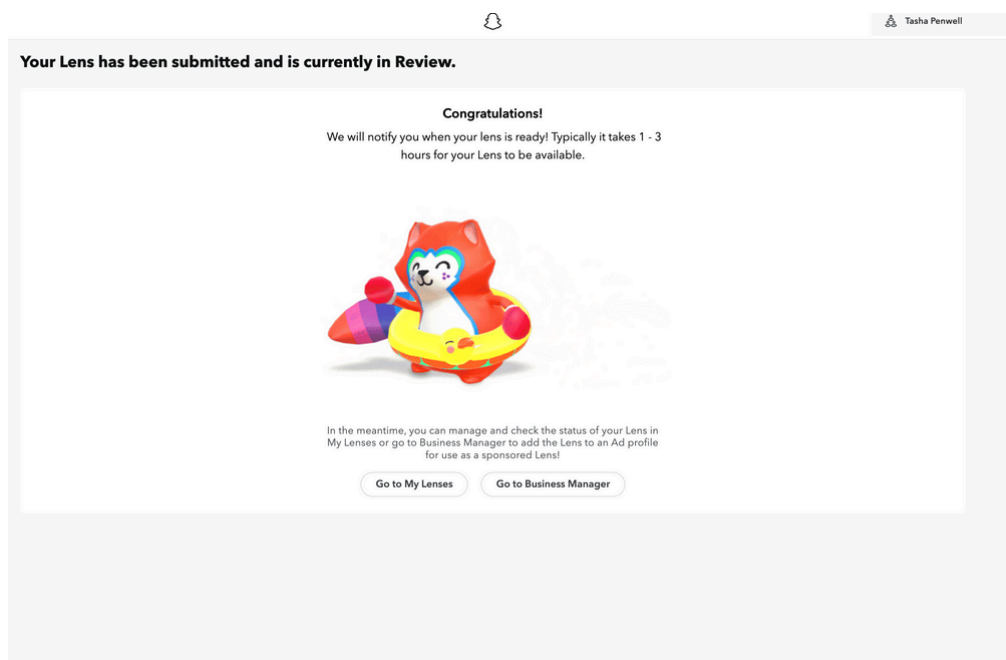 Tasha Penwell
Your Lens has been submitted and is currently in Review.
Congratulations!
We will notify you when your lens is ready! Typically it takes 1 - 3
hours for your Lens to be available.
In the meantime, you can manage and check the status of your Lens in
My Lenses or go to Business Manager to add the Lens to an Ad profile
for use as a sponsored Lens!
Go to My Lenses
Go to Business Manager